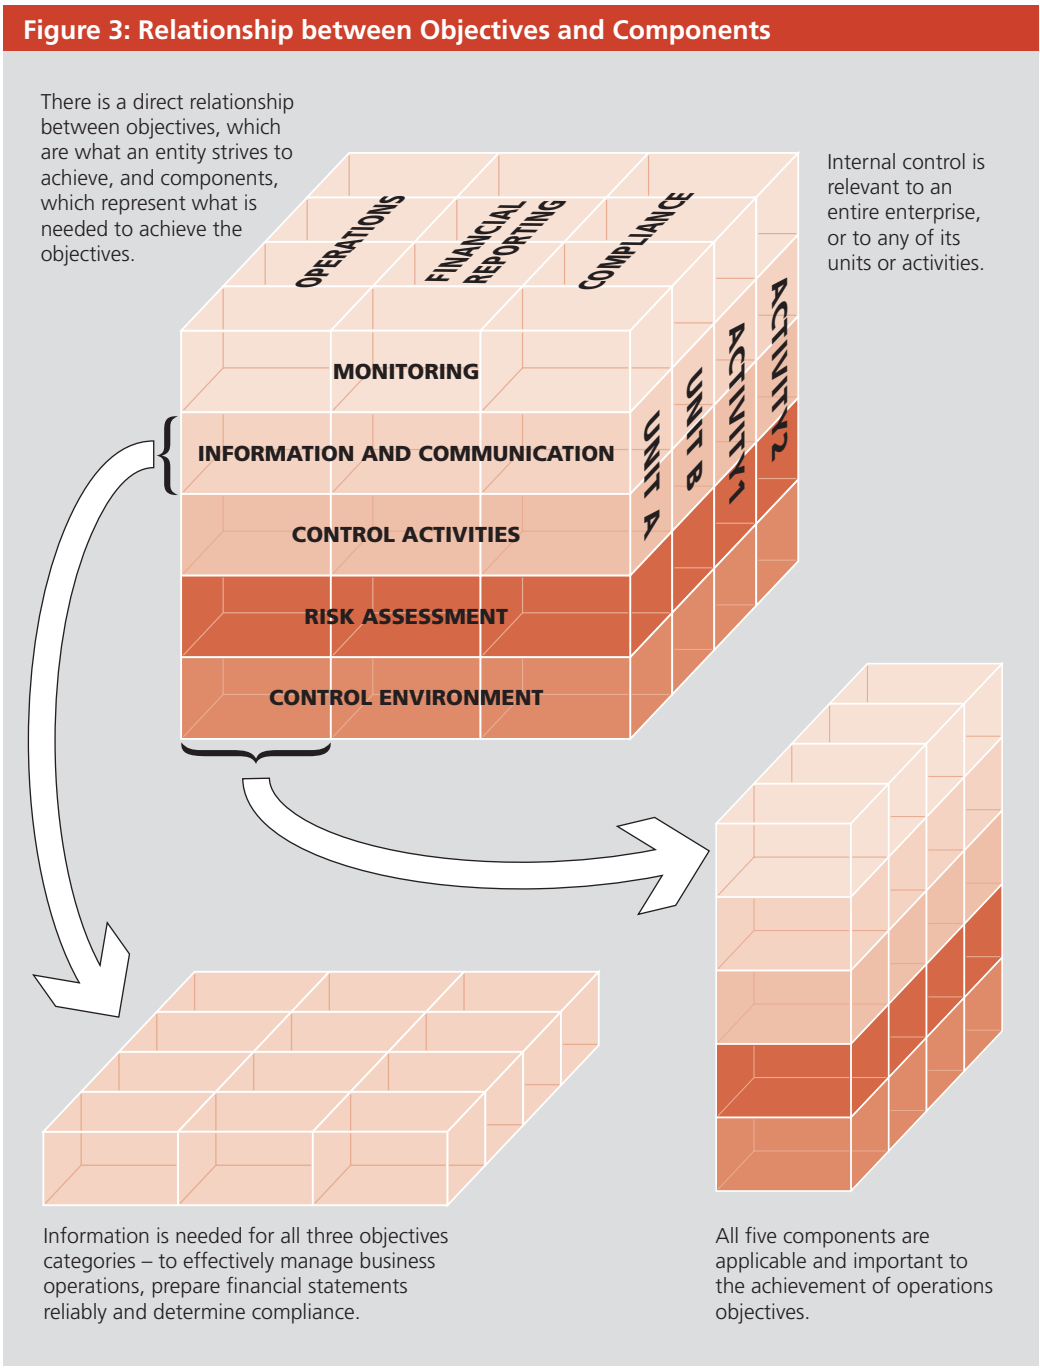 Figure 3: Relationship between Objectives and Components
There is a direct relationship
between objectives, which
are what an entity strives to
achieve, and components,
which represent what is
needed to achieve the
objectives.
Internal control is
relevant to an
entire enterprise,
or to any of its
units or activities.
OPERATIONS
FINANCIAL
REPORTING
COMPLIANCE
MONITORING
INFORMATION AND COMMUNICATION
CONTROL ACTIVITIES
RISK ASSESSMENT
CONTROL ENVIRONMENT
UNIT A
UNIT B
ACTIVITY 1
ACTIVITY 2
Information is needed for all three objectives
categories – to effectively manage business
operations, prepare financial statements
reliably and determine compliance.
All five components are
applicable and important to
the achievement of operations
objectives.